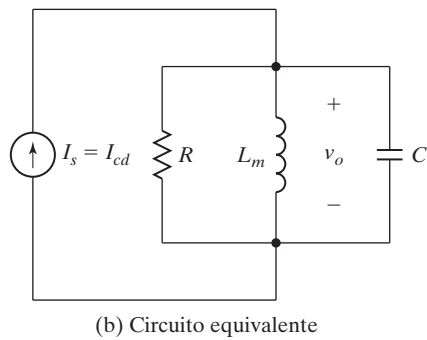 +
I_s = I_cd
R
L_m
v_o
C
−
(b) Circuito equivalente